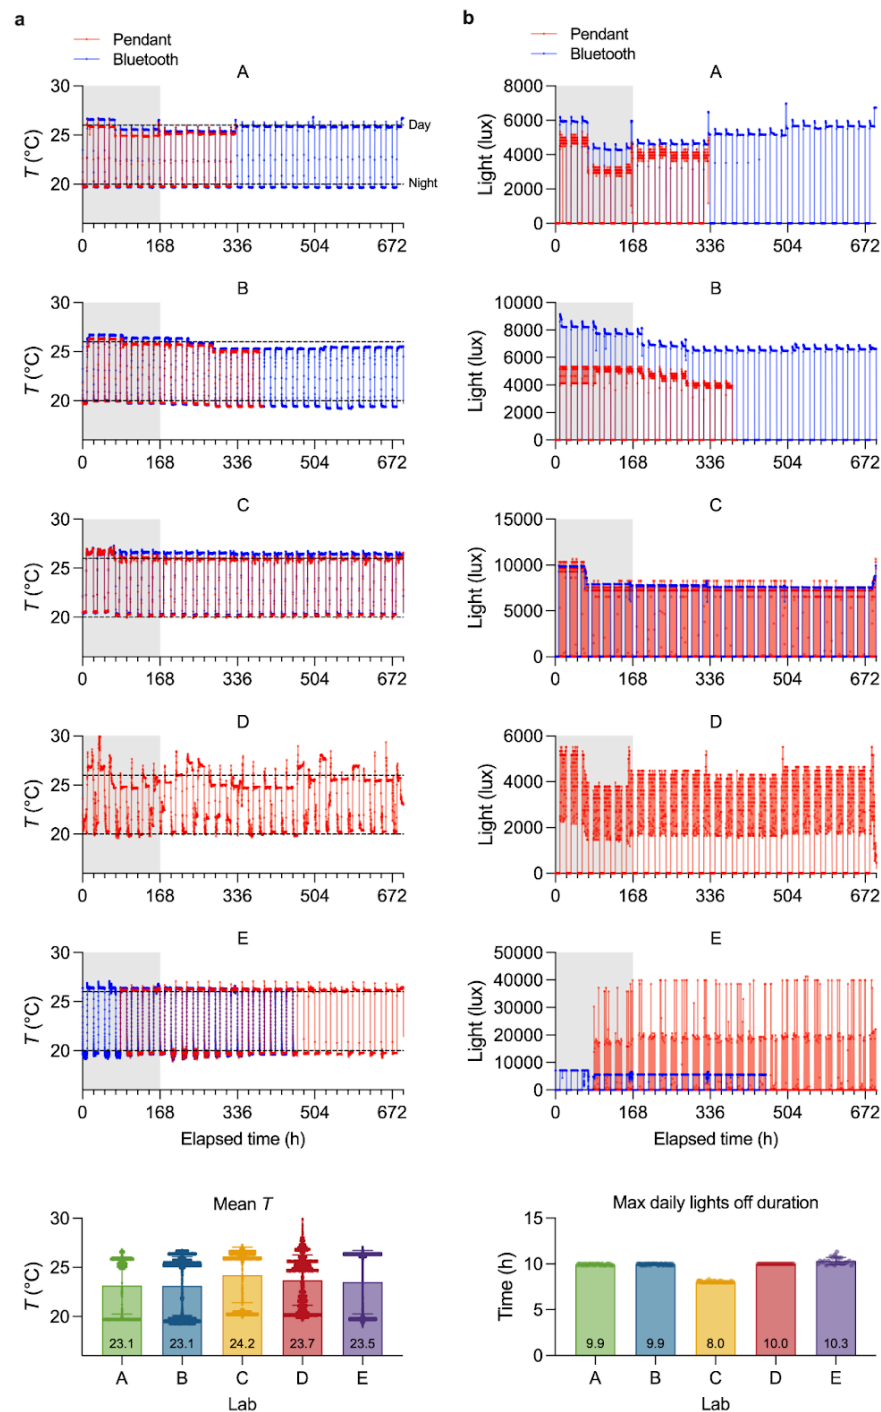 a
b
Pendant
Bluetooth
Pendant
Bluetooth
A
30
25
20
T (°C)
Day
Night
0 168 336 504 672
A
8000
6000
4000
2000
0
Light (lux)
0 168 336 504 672
B
30
25
20
T (°C)
0 168 336 504 672
B
10000
8000
6000
4000
2000
0
Light (lux)
0 168 336 504 672
C
30
25
20
T (°C)
0 168 336 504 672
C
15000
10000
5000
0
Light (lux)
0 168 336 504 672
D
30
25
20
T (°C)
0 168 336 504 672
D
6000
4000
2000
0
Light (lux)
0 168 336 504 672
E
30
25
20
T (°C)
0 168 336 504 672
Elapsed time (h)
E
50000
40000
30000
20000
10000
0
Light (lux)
0 168 336 504 672
Elapsed time (h)
Mean T
30
25
20
T (°C)
23.1 23.1 24.2 23.7 23.5
A B C D E
Lab
Max daily lights off duration
15
10
5
0
Time (h)
9.9 9.9 8.0 10.0 10.3
A B C D E
Lab